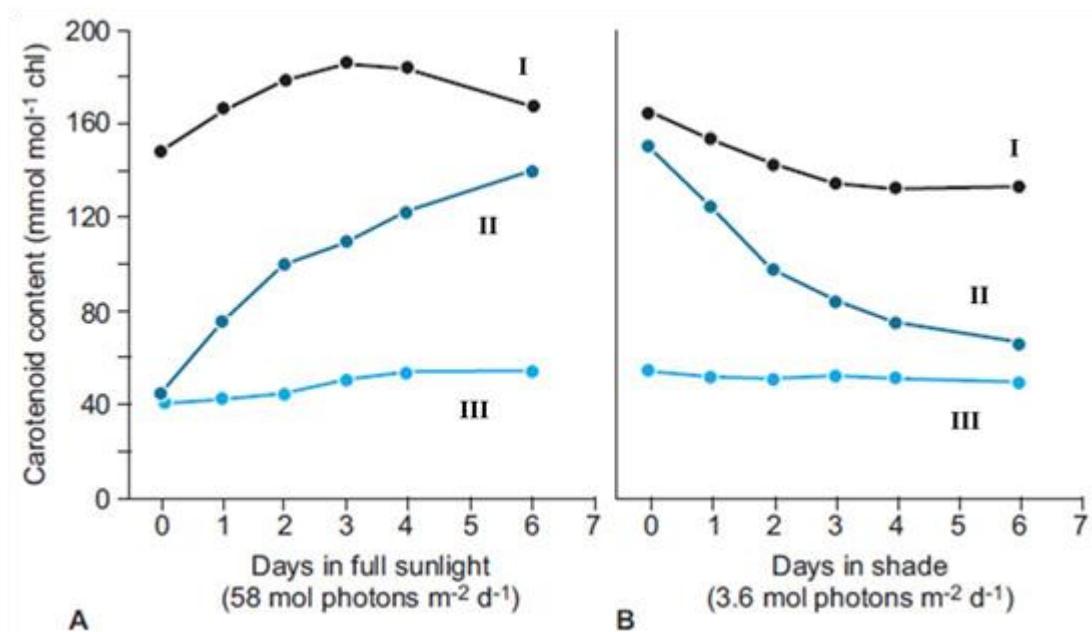 Carotenoid content (mmol mol⁻¹ chl)
200
160
120
80
40
0
I
II
III
0 1 2 3 4 5 6 7
Days in full sunlight
(58 mol photons m⁻² d⁻¹)
A
I
II
III
0 1 2 3 4 5 6 7
Days in shade
(3.6 mol photons m⁻² d⁻¹)
B